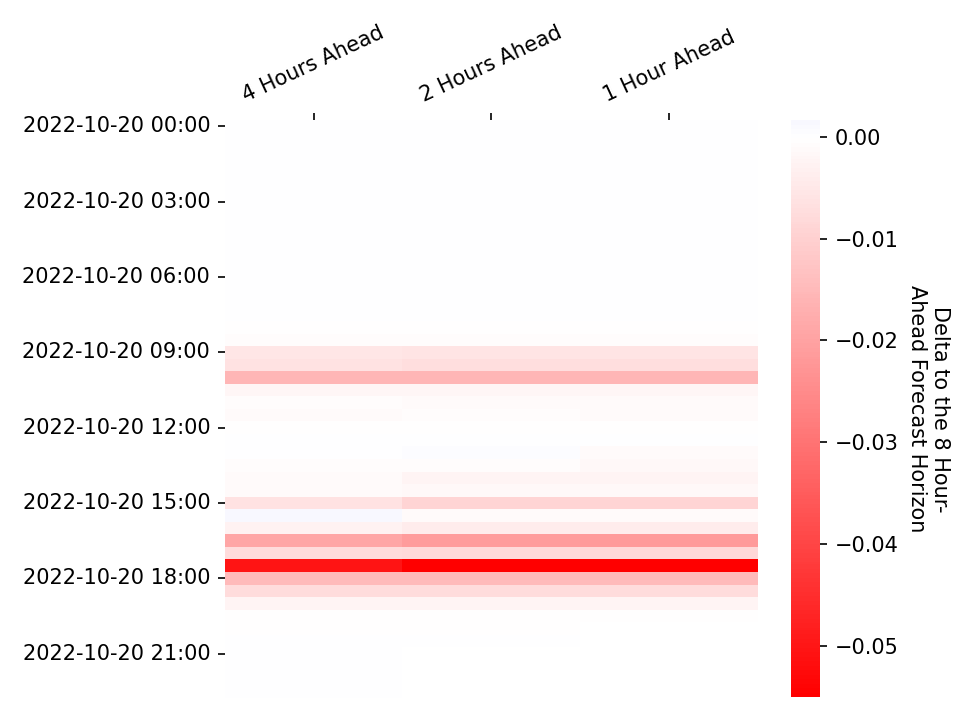 4 Hours Ahead
2 Hours Ahead
1 Hour Ahead
2022-10-20 00:00
2022-10-20 03:00
2022-10-20 06:00
2022-10-20 09:00
2022-10-20 12:00
2022-10-20 15:00
2022-10-20 18:00
2022-10-20 21:00
0.00
−0.01
−0.02
−0.03
−0.04
−0.05
Delta to the 8 Hour-
Ahead Forecast Horizon